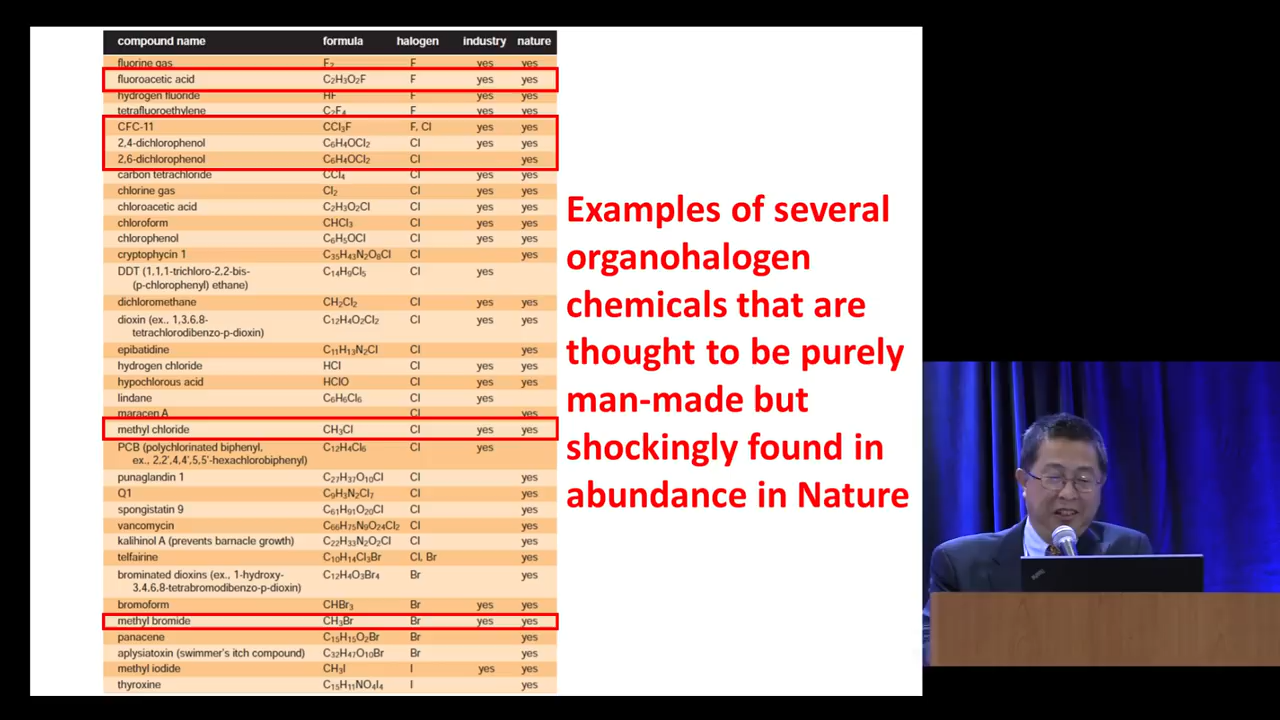 compound name formula halogen industry nature
fluorine gas F₂ F yes yes
fluoroacetic acid C₂H₃O₂F F yes yes
hydrogen fluoride HF F yes yes
tetrafluoroethylene C₂F₄ F yes yes
CFC-11 CCl₃F F, Cl yes yes
2,4-dichlorophenol C₆H₄OCl₂ Cl yes yes
2,6-dichlorophenol C₆H₄OCl₂ Cl yes
carbon tetrachloride CCl₄ Cl yes yes
chlorine gas Cl₂ Cl yes yes
chloroacetic acid C₂H₃O₂Cl Cl yes yes
chloroform CHCl₃ Cl yes yes
chlorophenol C₆H₅OCl Cl yes yes
cryptophycin 1 C₃₅H₄₃N₂O₈Cl Cl yes
DDT (1,1,1-trichloro-2,2-bis- C₁₄H₉Cl₅ Cl yes
(p-chlorophenyl) ethane)
dichloromethane CH₂Cl₂ Cl yes yes
dioxin (ex., 1,3,6,8- C₁₂H₄O₂Cl₂ Cl yes yes
tetrachlorodibenzo-p-dioxin)
epibatidine C₁₁H₁₃N₂Cl Cl yes
hydrogen chloride HCl Cl yes yes
hypochlorous acid HClO Cl yes yes
lindane C₆H₆Cl₆ Cl yes
maracen A Cl yes
methyl chloride CH₃Cl Cl yes yes
PCB (polychlorinated biphenyl, C₁₂H₄Cl₆ Cl yes
ex., 2,2',4,4',5,5'-hexachlorobiphenyl)
punaglandin 1 C₂₇H₃₇O₁₀Cl Cl yes
Q1 C₉H₃N₂Cl₇ Cl yes
spongistatin 9 C₆₁H₉₁O₂₀Cl Cl yes
vancomycin C₆₆H₇₅N₉O₂₄Cl₂ Cl yes
kalihinol A (prevents barnacle growth) C₂₂H₃₃N₂O₂Cl Cl yes
telfairine C₁₀H₁₄Cl₃Br Cl, Br yes
brominated dioxins (ex., 1-hydroxy- C₁₂H₄O₃Br₄ Br yes
3,4,6,8-tetrabromodibenzo-p-dioxin)
bromoform CHBr₃ Br yes yes
methyl bromide CH₃Br Br yes yes
panacene C₁₅H₁₅O₂Br Br yes
aplysiatoxin (swimmer's itch compound) C₃₂H₄₇O₁₀Br Br yes
methyl iodide CH₃I I yes yes
thyroxine C₁₅H₁₁NO₄I₄ I yes
Examples of several
organohalogen
chemicals that are
thought to be purely
man-made but
shockingly found in
abundance in Nature